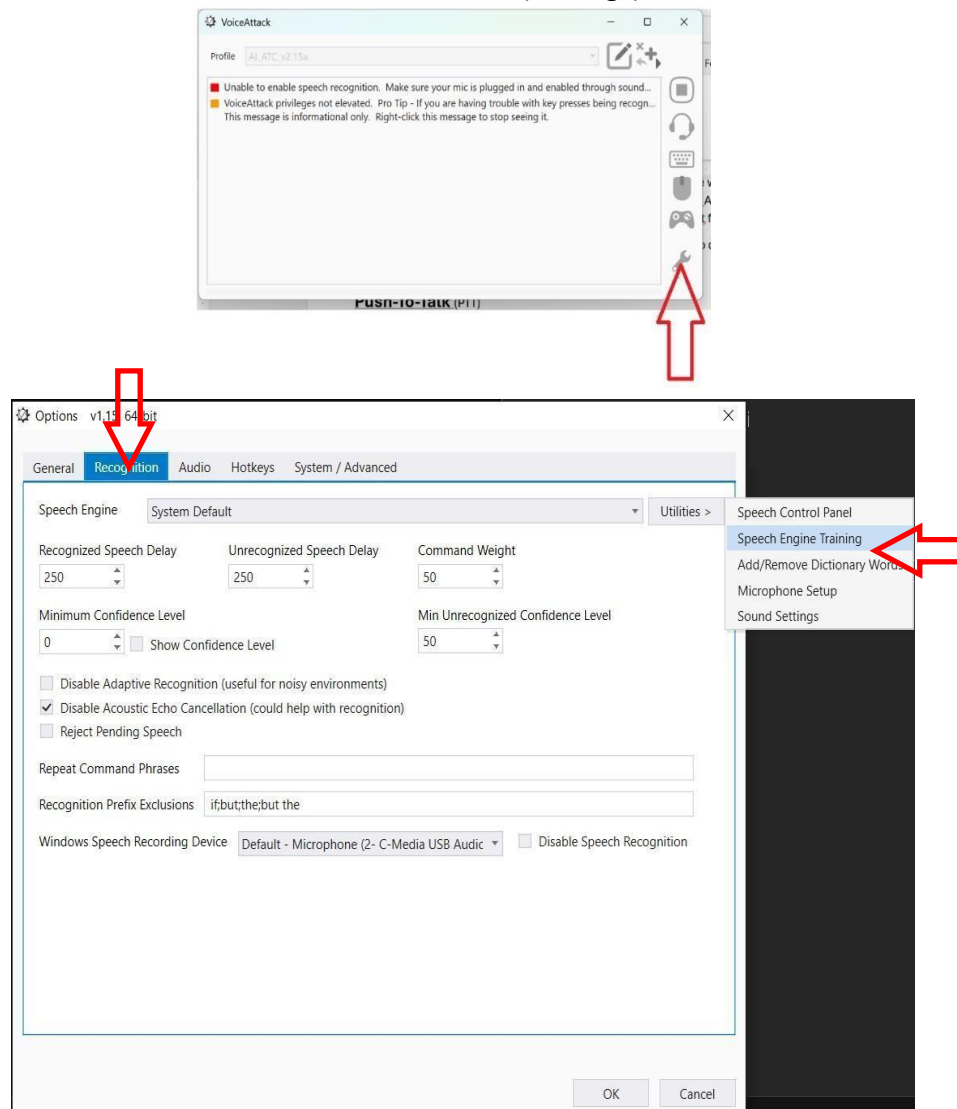 VoiceAttack
Profile AI_ATC_v2.15a
Unable to enable speech recognition. Make sure your mic is plugged in and enabled through sound...
VoiceAttack privileges not elevated. Pro Tip - If you are having trouble with key presses being recogn...
This message is informational only. Right-click this message to stop seeing it.
Push-To-Talk (PTT)
Options v1.15 64 bit
General Recognition Audio Hotkeys System / Advanced
Speech Engine System Default Utilities >
Speech Control Panel
Speech Engine Training
Add/Remove Dictionary Words
Microphone Setup
Sound Settings
Recognized Speech Delay Unrecognized Speech Delay Command Weight
250 250 50
Minimum Confidence Level Min Unrecognized Confidence Level
0 Show Confidence Level 50
Disable Adaptive Recognition (useful for noisy environments)
Disable Acoustic Echo Cancellation (could help with recognition)
Reject Pending Speech
Repeat Command Phrases
Recognition Prefix Exclusions if;but;the;but the
Windows Speech Recording Device Default - Microphone (2- C-Media USB Audic Disable Speech Recognition
OK Cancel